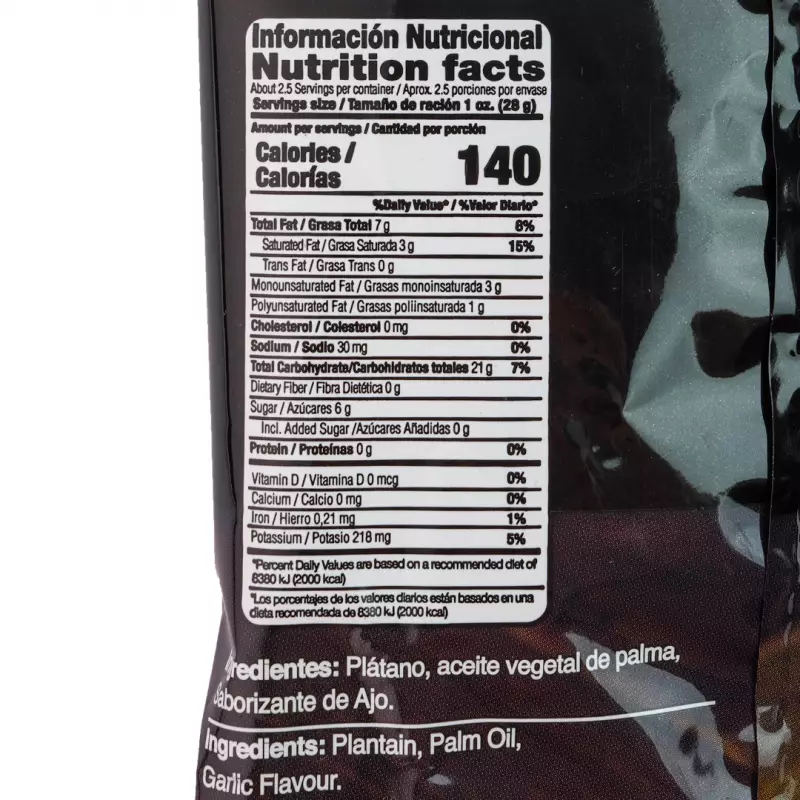 Información Nutricional
Nutrition facts
About 2.5 Servings per container / Aprox. 2.5 porciones por envase
Servings size / Tamaño de ración 1 oz. (28 g)
Amount per servings / Cantidad por porción
Calories /
Calorías
140
%Daily Value* / %Valor Diario*
Total Fat / Grasa Total 7 g 8%
Saturated Fat / Grasa Saturada 3 g 15%
Trans Fat / Grasa Trans 0 g
Monounsaturated Fat / Grasas monoinsaturada 3 g
Polyunsaturated Fat / Grasas poliinsaturada 1 g
Cholesterol / Colesterol 0 mg 0%
Sodium / Sodio 30 mg 0%
Total Carbohydrate/Carbohidratos totales 21 g 7%
Dietary Fiber / Fibra Dietética 0 g
Sugar / Azúcares 6 g
Incl. Added Sugar /Azúcares Añadidas 0 g
Protein / Proteínas 0 g 0%
Vitamin D / Vitamina D 0 mcg 0%
Calcium / Calcio 0 mg 0%
Iron / Hierro 0,21 mg 1%
Potassium / Potasio 218 mg 5%
*Percent Daily Values are based on a recommended diet of
8380 kJ (2000 kcal)
*Los porcentajes de los valores diarios están basados en una
dieta recomendada de 8380 kJ (2000 kcal)
Ingredientes: Plátano, aceite vegetal de palma,
Saborizante de Ajo.
Ingredients: Plantain, Palm Oil,
Garlic Flavour.